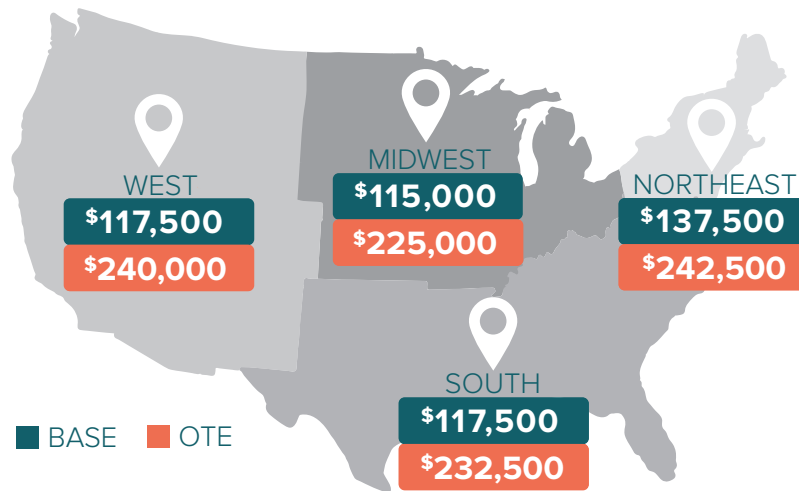 WEST
$117,500
$240,000
MIDWEST
$115,000
$225,000
NORTHEAST
$137,500
$242,500
SOUTH
$117,500
$232,500
BASE OTE